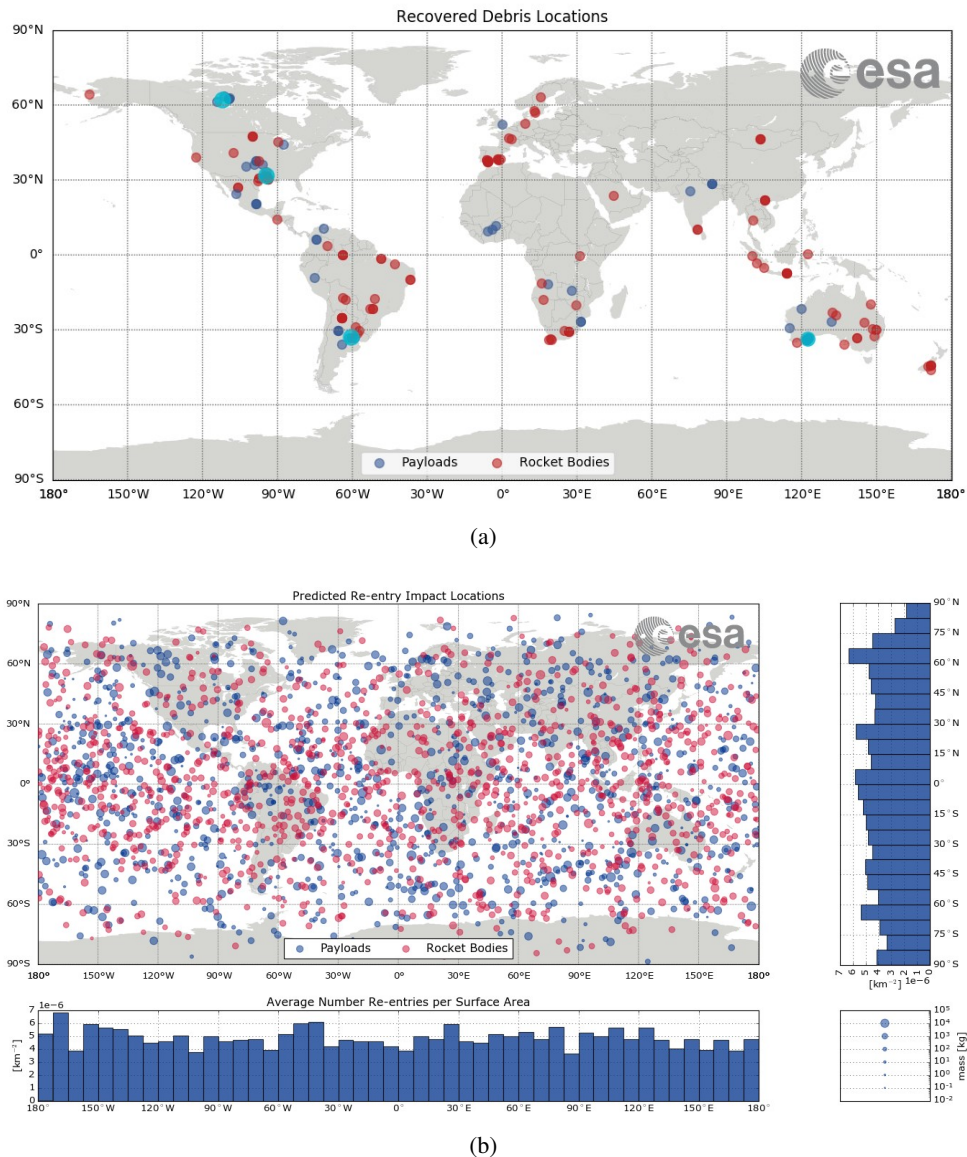 Recovered Debris Locations
esa
90°N
60°N
30°N
0°
30°S
60°S
90°S
Payloads Rocket Bodies
180° 150°W 120°W 90°W 60°W 30°W 0° 30°E 60°E 90°E 120°E 150°E 180°
(a)
Predicted Re-entry Impact Locations
esa
90°N
60°N
30°N
0°
30°S
60°S
90°S
Payloads Rocket Bodies
180° 150°W 120°W 90°W 60°W 30°W 0° 30°E 60°E 90°E 120°E 150°E 180°
90°N
75°N
60°N
45°N
30°N
15°N
0°
15°S
30°S
45°S
60°S
75°S
90°S
7 6 5 4 3 2 1 0
[km⁻²] 1e-6
Average Number Re-entries per Surface Area
1e-6
[km⁻²]
7
6
5
4
3
2
1
0
180° 150°W 120°W 90°W 60°W 30°W 0° 30°E 60°E 90°E 120°E 150°E 180°
10⁵
10⁴
10³
10²
10¹
10⁰
10⁻¹
10⁻²
mass [kg]
(b)